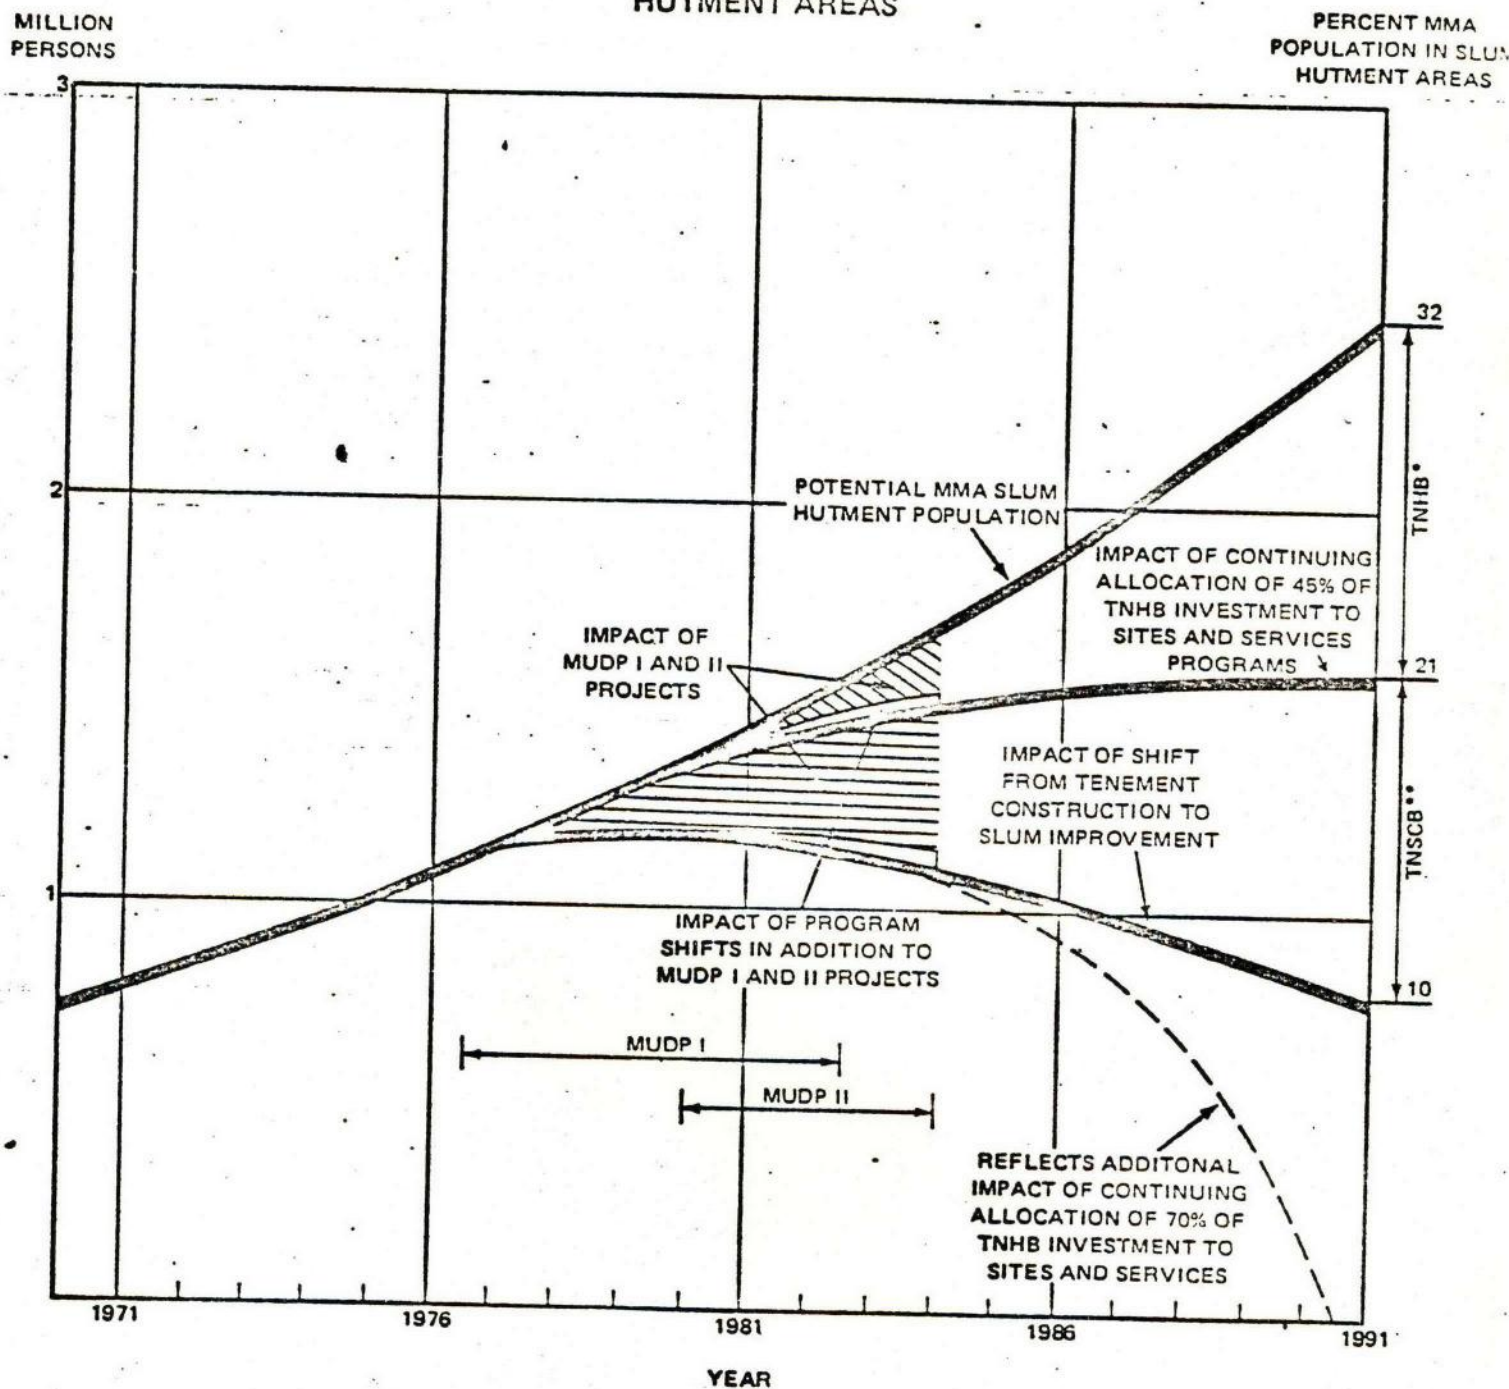 HUTMENT AREAS
MILLION
PERSONS
PERCENT MMA
POPULATION IN SLUM
HUTMENT AREAS
3
32
POTENTIAL MMA SLUM
HUTMENT POPULATION
2
TNHB*
IMPACT OF CONTINUING
ALLOCATION OF 45% OF
TNHB INVESTMENT TO
SITES AND SERVICES
PROGRAMS
IMPACT OF
MUDP I AND II
PROJECTS
21
IMPACT OF SHIFT
FROM TENEMENT
CONSTRUCTION TO
SLUM IMPROVEMENT
TNSCB**
1
IMPACT OF PROGRAM
SHIFTS IN ADDITION TO
MUDP I AND II PROJECTS
10
MUDP I
MUDP II
REFLECTS ADDITONAL
IMPACT OF CONTINUING
ALLOCATION OF 70% OF
TNHB INVESTMENT TO
SITES AND SERVICES
1971
1976
1981
1986
1991
YEAR